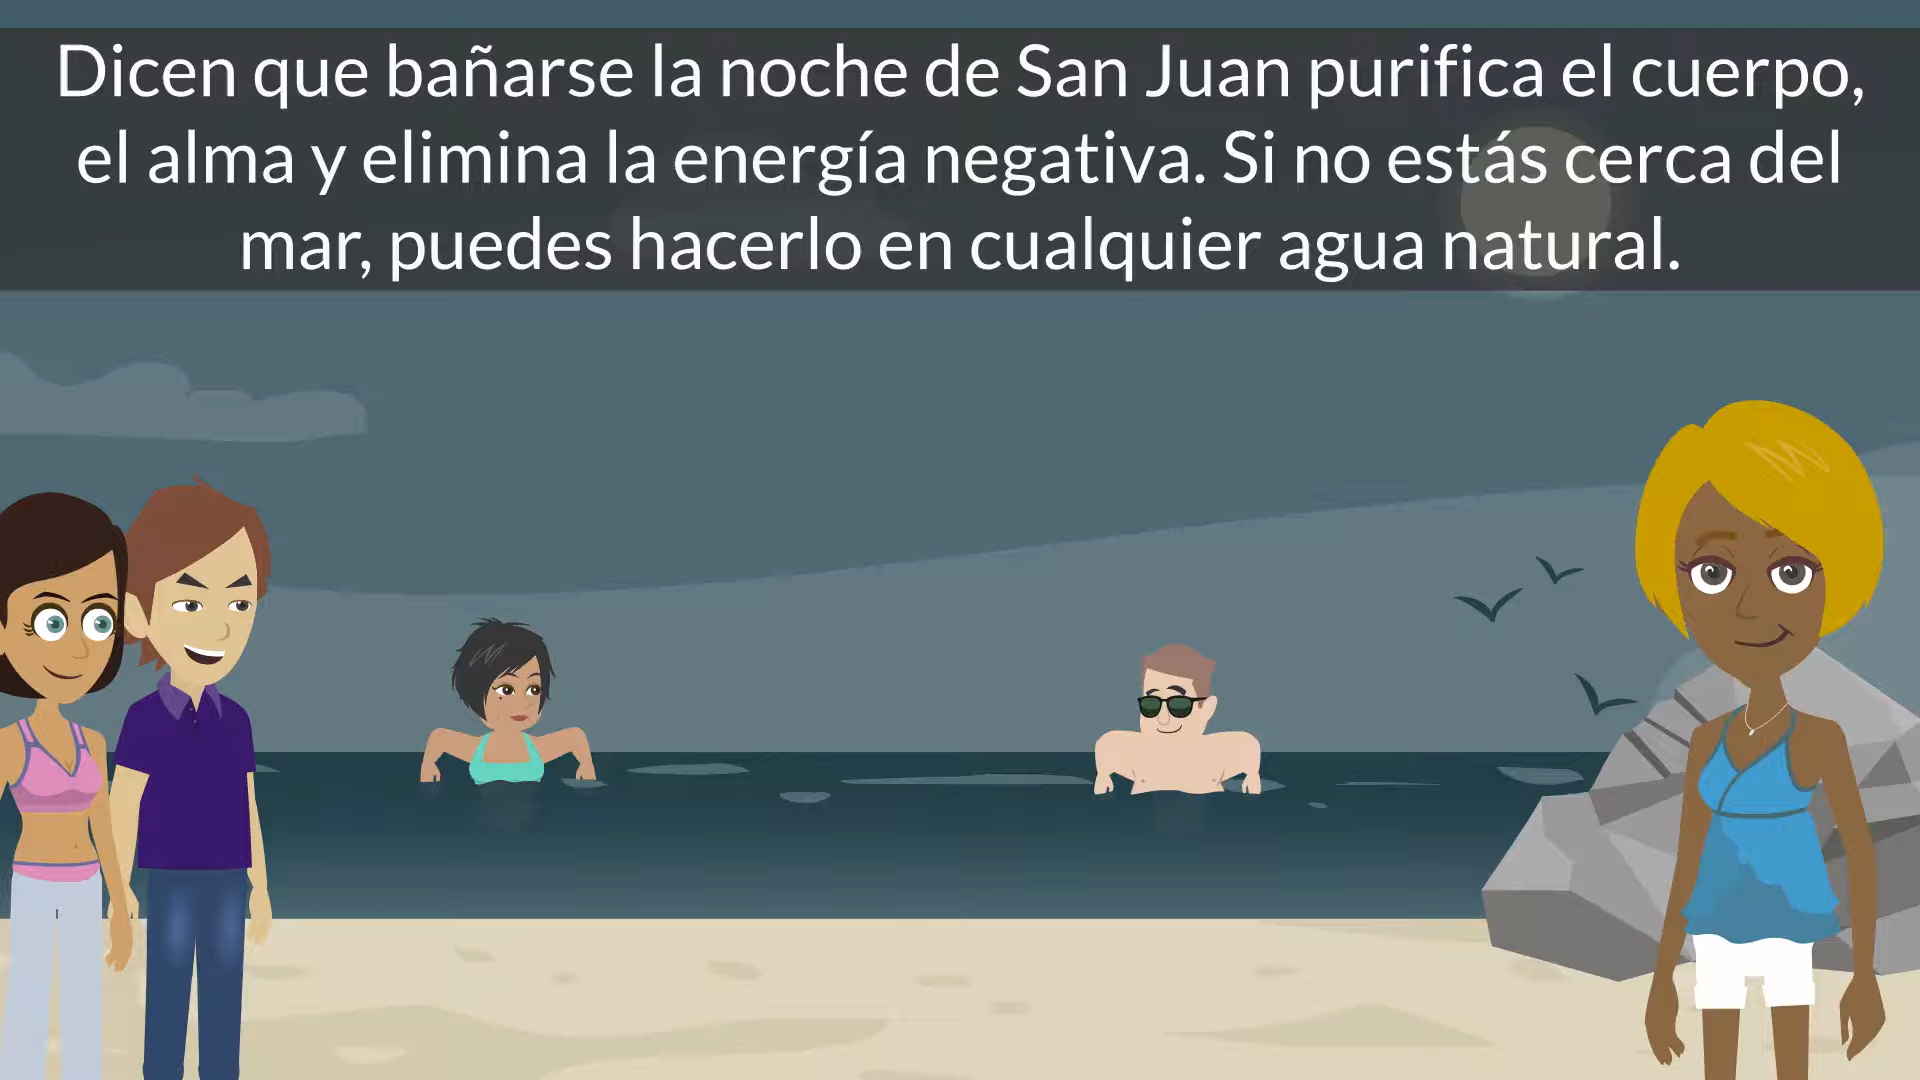 Dicen que bañarse la noche de San Juan purifica el cuerpo,
el alma y elimina la energía negativa. Si no estás cerca del
mar, puedes hacerlo en cualquier agua natural.